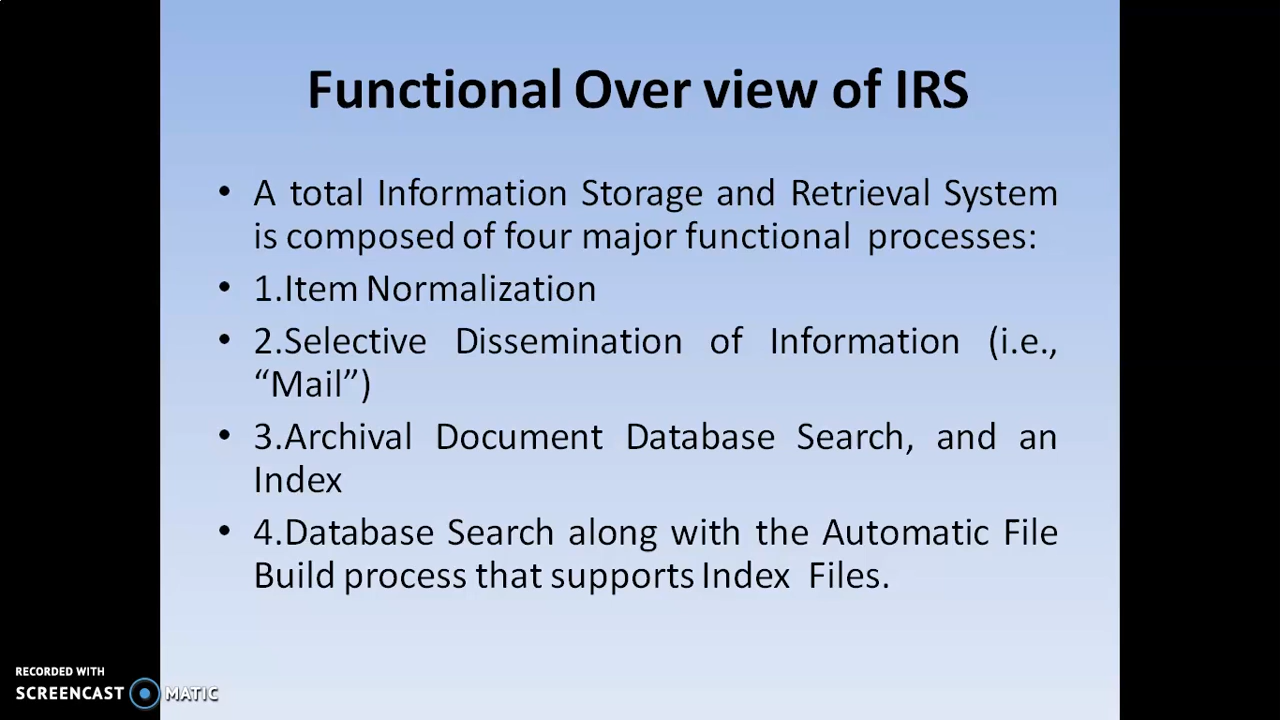 Functional Over view of IRS
• A total Information Storage and Retrieval System
is composed of four major functional processes:
• 1.Item Normalization
• 2.Selective Dissemination of Information (i.e.,
“Mail”)
• 3.Archival Document Database Search, and an
Index
• 4.Database Search along with the Automatic File
Build process that supports Index Files.
RECORDED WITH
SCREENCAST MATIC